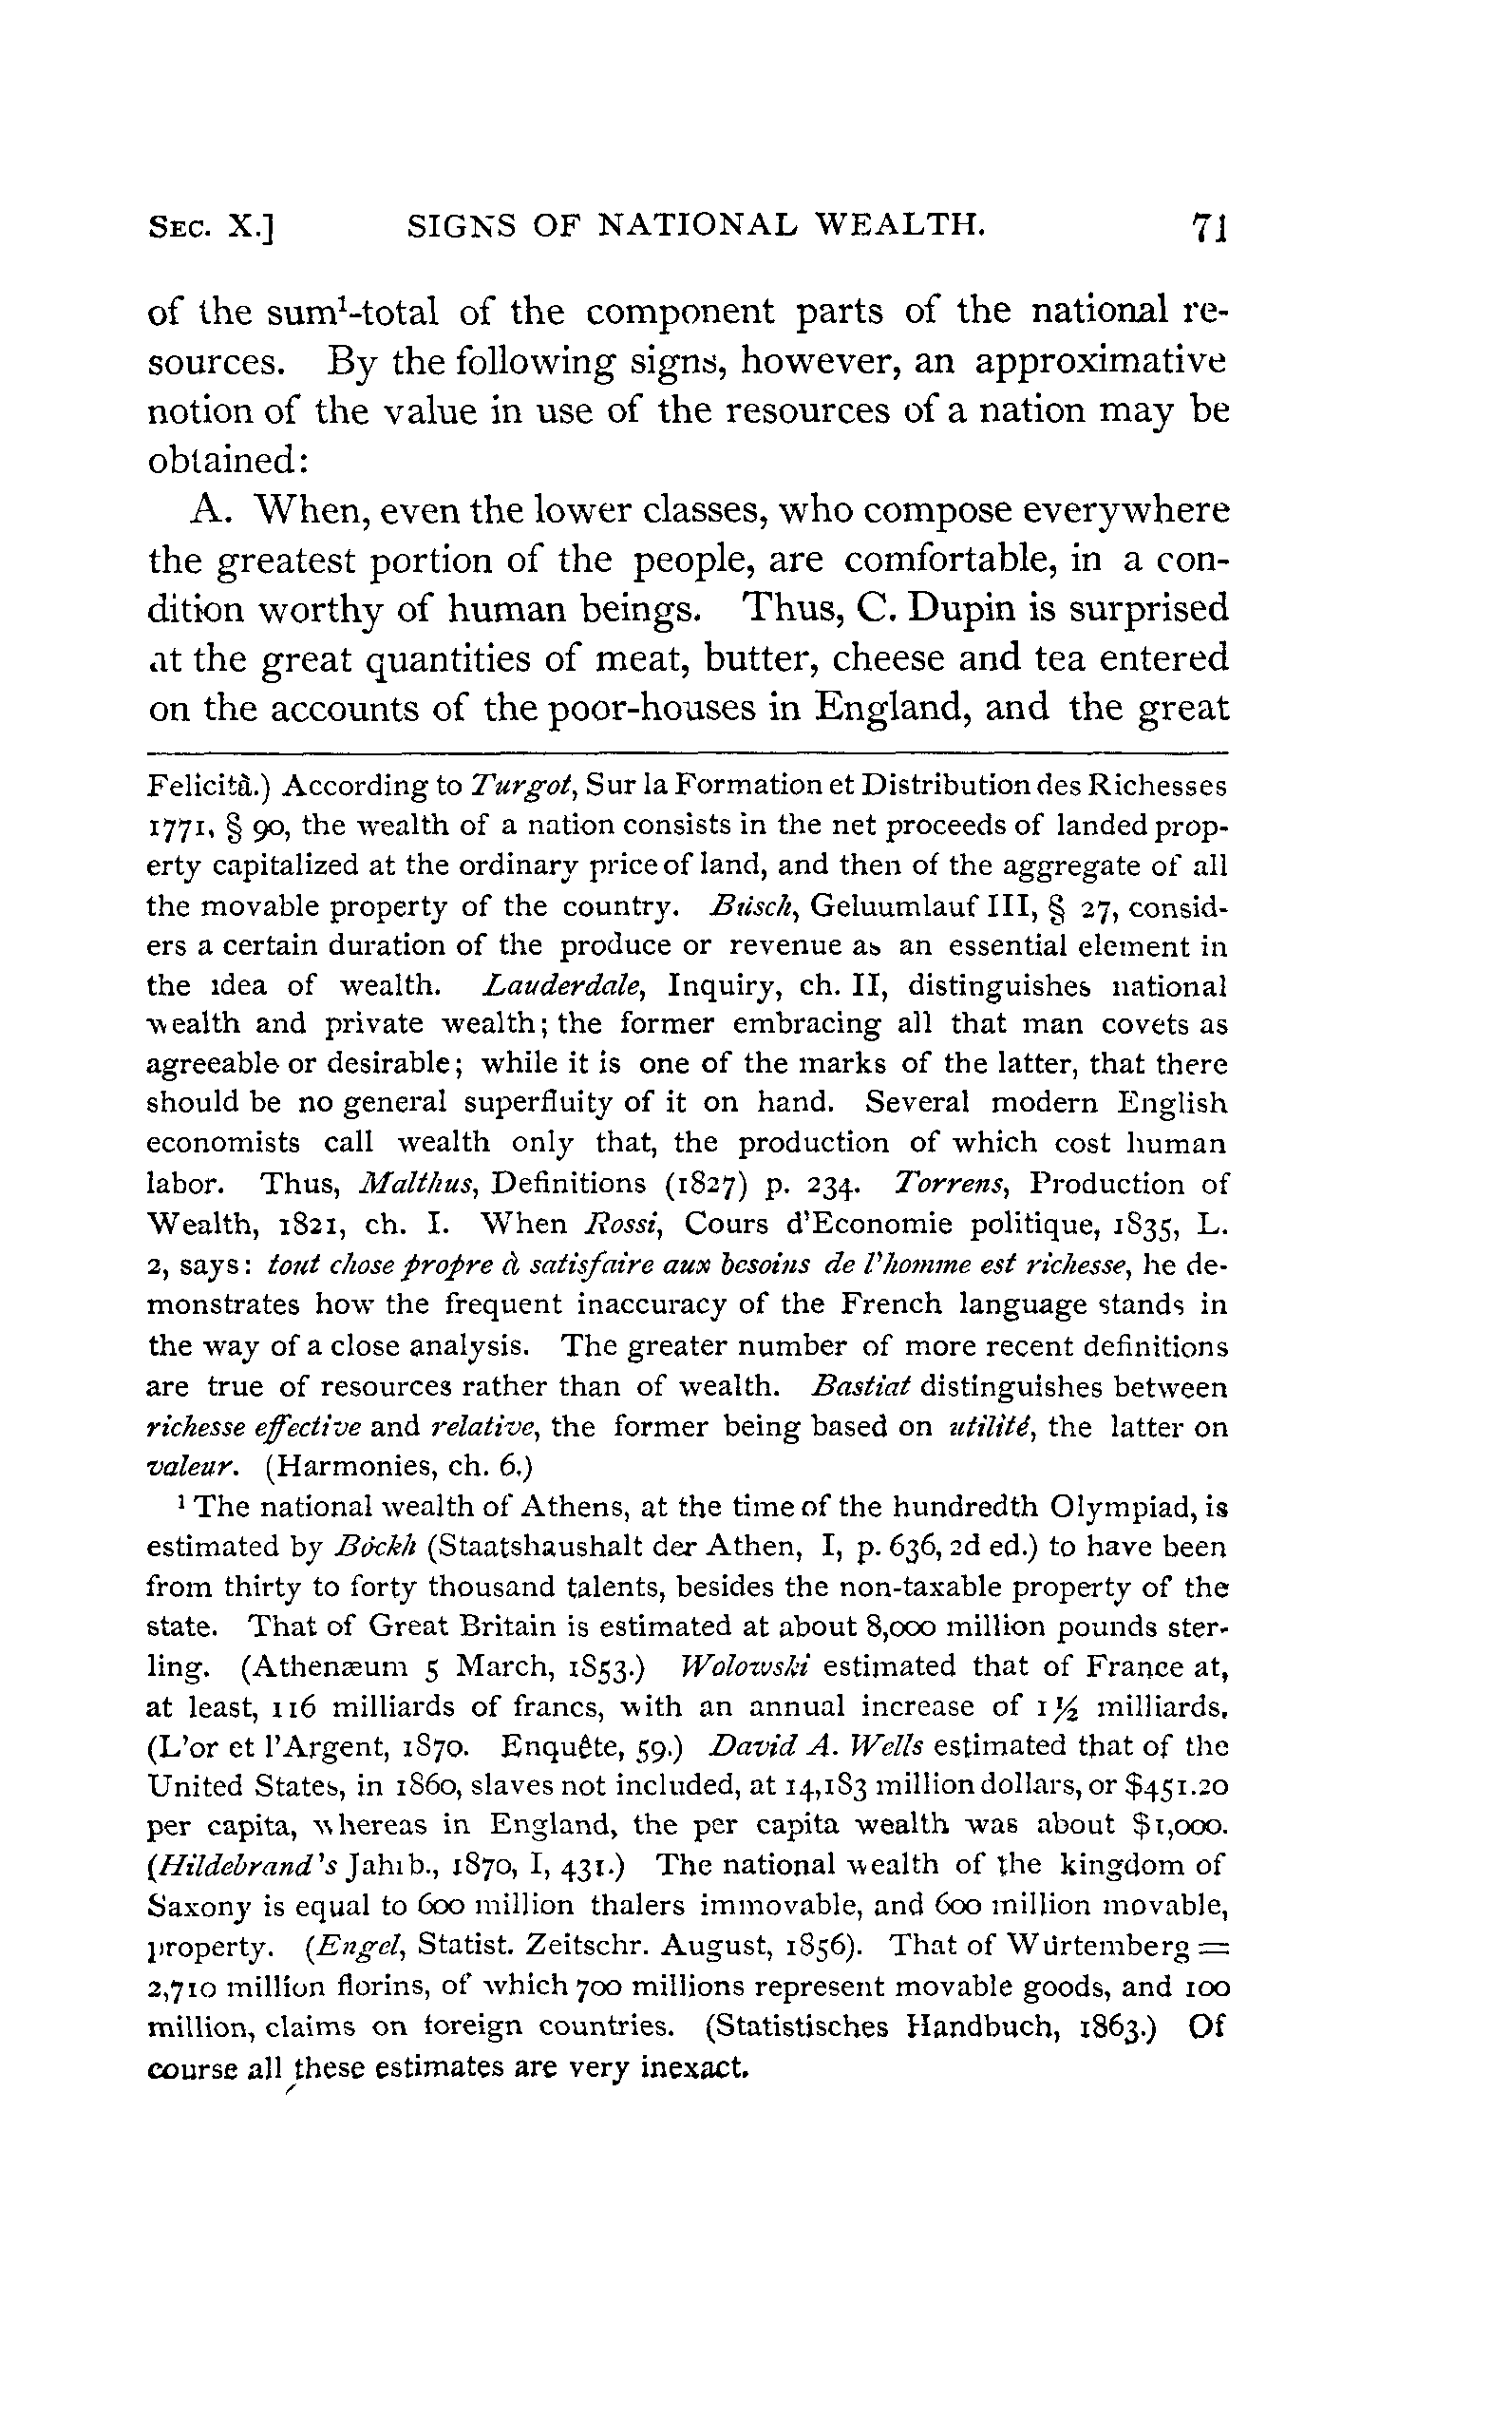 SEC. X.] SIGNS OF NATIONAL WEALTH. 71
of the sum¹-total of the component parts of the national re-
sources. By the following signs, however, an approximative
notion of the value in use of the resources of a nation may be
obtained:
A. When, even the lower classes, who compose everywhere
the greatest portion of the people, are comfortable, in a con-
dition worthy of human beings. Thus, C. Dupin is surprised
at the great quantities of meat, butter, cheese and tea entered
on the accounts of the poor-houses in England, and the great
Felicità.) According to Turgot, Sur la Formation et Distribution des Richesses
1771, § 90, the wealth of a nation consists in the net proceeds of landed prop-
erty capitalized at the ordinary price of land, and then of the aggregate of all
the movable property of the country. Büsch, Geluumlauf III, § 27, consid-
ers a certain duration of the produce or revenue as an essential element in
the idea of wealth. Lauderdale, Inquiry, ch. II, distinguishes national
wealth and private wealth; the former embracing all that man covets as
agreeable or desirable; while it is one of the marks of the latter, that there
should be no general superfluity of it on hand. Several modern English
economists call wealth only that, the production of which cost human
labor. Thus, Malthus, Definitions (1827) p. 234. Torrens, Production of
Wealth, 1821, ch. I. When Rossi, Cours d'Economie politique, 1835, L.
2, says: tout chose propre à satisfaire aux besoins de l'homme est richesse, he de-
monstrates how the frequent inaccuracy of the French language stands in
the way of a close analysis. The greater number of more recent definitions
are true of resources rather than of wealth. Bastiat distinguishes between
richesse effective and relative, the former being based on utilité, the latter on
valeur. (Harmonies, ch. 6.)
¹ The national wealth of Athens, at the time of the hundredth Olympiad, is
estimated by Böckh (Staatshaushalt der Athen, I, p. 636, 2d ed.) to have been
from thirty to forty thousand talents, besides the non-taxable property of the
state. That of Great Britain is estimated at about 8,000 million pounds ster-
ling. (Athenæum 5 March, 1853.) Wolowski estimated that of France at,
at least, 116 milliards of francs, with an annual increase of 1½ milliards.
(L'or et l'Argent, 1870. Enquête, 59.) David A. Wells estimated that of the
United States, in 1860, slaves not included, at 14,183 million dollars, or $451.20
per capita, whereas in England, the per capita wealth was about $1,000.
(Hildebrand's Jahrb., 1870, I, 431.) The national wealth of the kingdom of
Saxony is equal to 600 million thalers immovable, and 600 million movable,
property. (Engel, Statist. Zeitschr. August, 1856). That of Würtemberg =
2,710 million florins, of which 700 millions represent movable goods, and 100
million, claims on foreign countries. (Statistisches Handbuch, 1863.) Of
course all these estimates are very inexact.